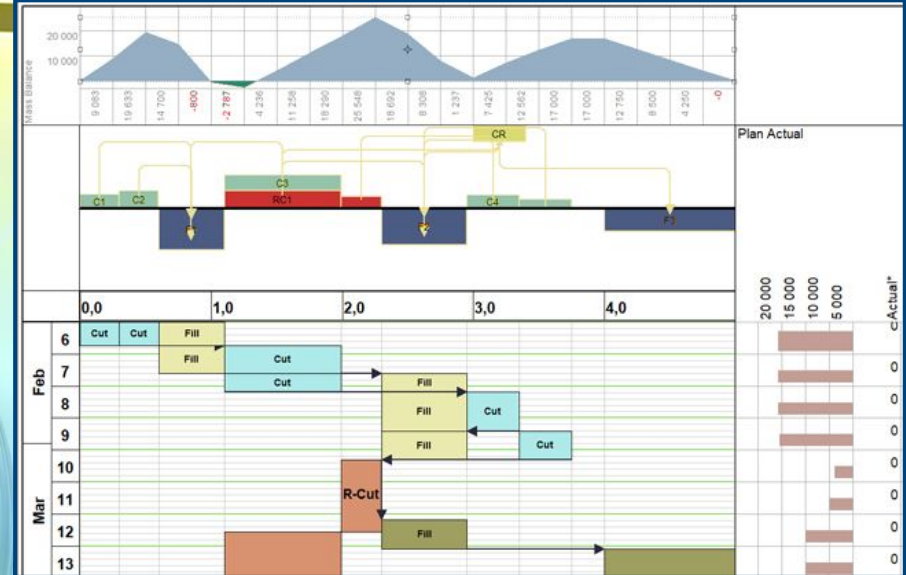 20 000
10 000
Mass Balance
9 083
19 633
14 700
-800
-2 787
4 236
11 258
18 290
25 548
18 692
8 308
1 237
7 425
12 562
17 000
17 000
12 750
8 500
4 250
-0
Plan Actual
CR
C3
C1 C2 RC1 C4
F3
0,0 1,0 2,0 3,0 4,0
20 000
15 000
10 000
5 000
Actual*
Feb
6 Cut Cut Fill
Fill Cut
7 0
Cut Fill
8 Fill Cut 0
9 Fill Cut 0
Mar
10 0
11 R-Cut 0
12 Fill 0
13 0